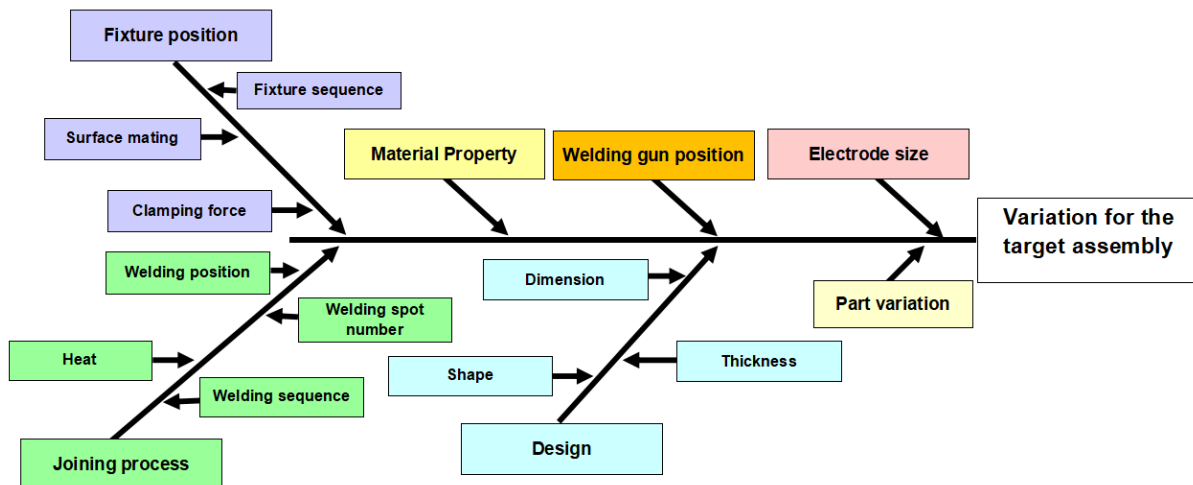 Fixture position
Fixture sequence
Surface mating
Clamping force
Material Property
Welding gun position
Electrode size
Variation for the
target assembly
Welding position
Welding spot
number
Heat
Welding sequence
Joining process
Dimension
Shape
Thickness
Design
Part variation